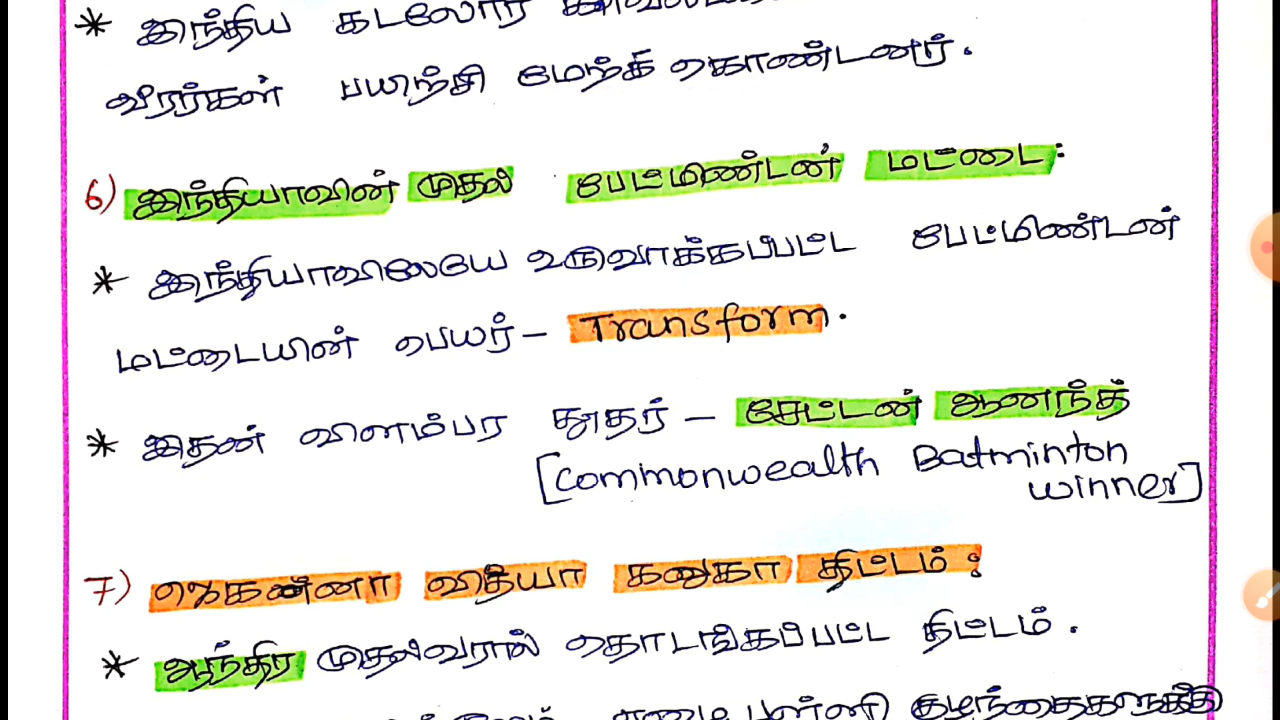 * இந்திய கடலோர
வீரர்கள் பயிற்சி மேற்க் கொண்டனர்.
6) இந்தியாவின் முதல் பேட்மிண்டன் மட்டை:
* இந்தியாவிலேயே உருவாக்கப்பட்ட பேட்மிண்டன்
மட்டையின் பெயர் - Transform.
* இதன் விளம்பர தூதர் - சேட்டன் ஆனந்த்
[Commonwealth Badminton
winner]
7) ஜெகன்னா வித்யா கனுகா திட்டம் :
* ஆந்திர முதல்வரால் தொடங்கப்பட்ட திட்டம்.
குழந்தைகளுக்கு